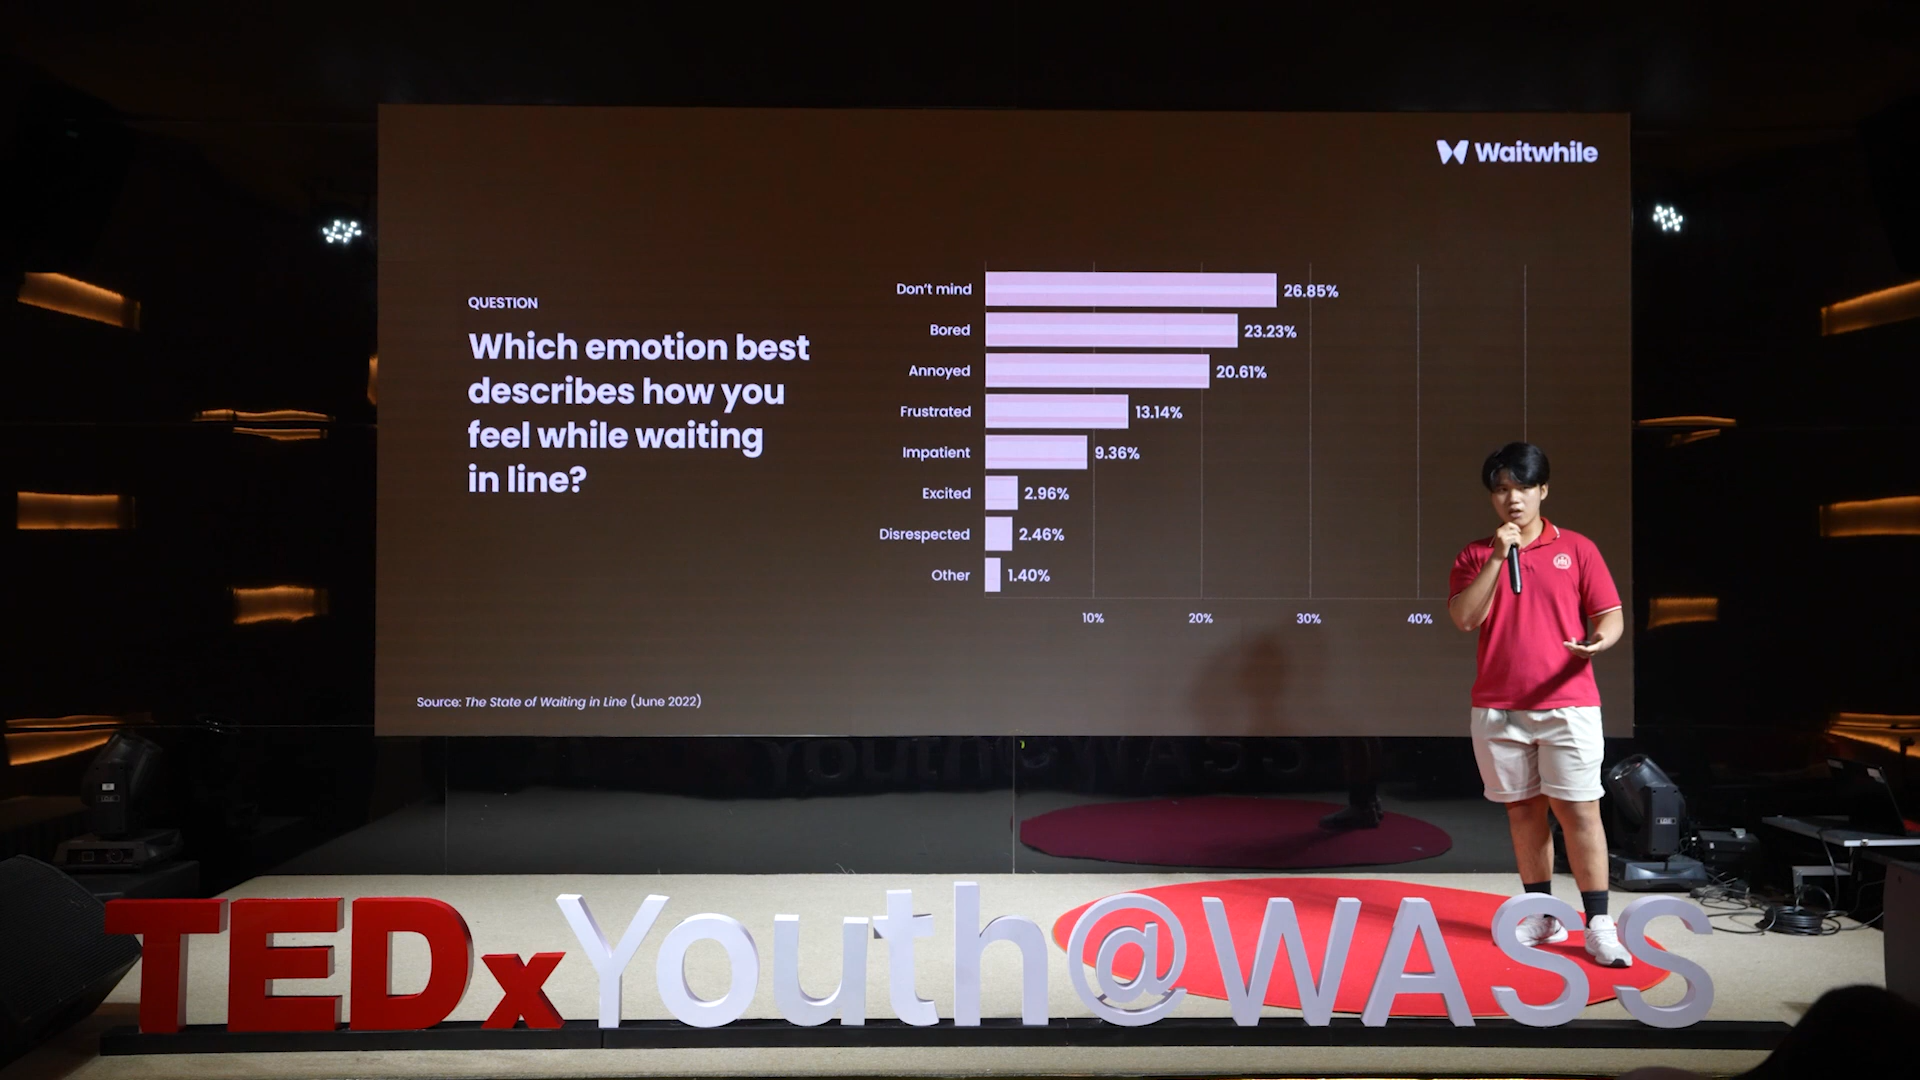 Waitwhile
QUESTION
Which emotion best
describes how you
feel while waiting
in line?
Don't mind 26.85%
Bored 23.23%
Annoyed 20.61%
Frustrated 13.14%
Impatient 9.36%
Excited 2.96%
Disrespected 2.46%
Other 1.40%
10% 20% 30% 40%
Source: The State of Waiting in Line (June 2022)
Youth@WASS
TEDxYouth@WASS